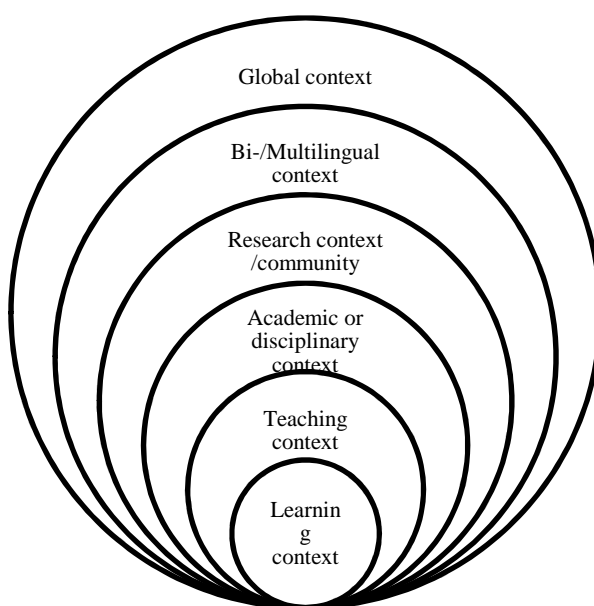 Global context
Bi-/Multilingual
context
Research context
/community
Academic or
disciplinary
context
Teaching
context
Learnin
g
context